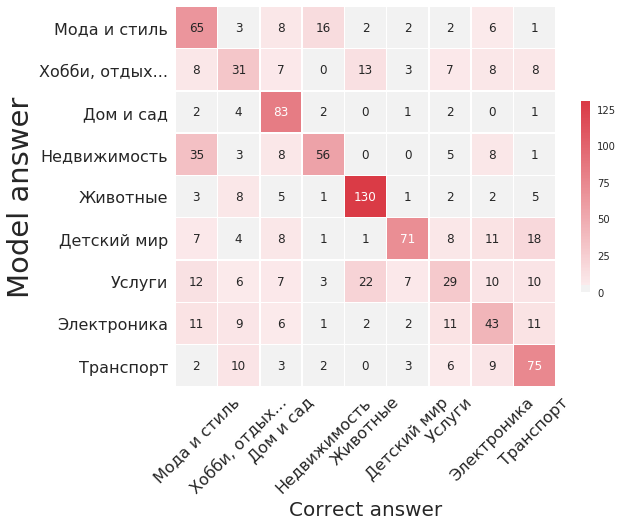 Мода и стиль 65 3 8 16 2 2 2 6 1
Хобби, отдых... 8 31 7 0 13 3 7 8 8
Дом и сад 2 4 83 2 0 1 2 0 1
Недвижимость 35 3 8 56 0 0 5 8 1
Животные 3 8 5 1 130 1 2 2 5
Детский мир 7 4 8 1 1 71 8 11 18
Услуги 12 6 7 3 22 7 29 10 10
Электроника 11 9 6 1 2 2 11 43 11
Транспорт 2 10 3 2 0 3 6 9 75
Model answer
Мода и стиль
Хобби, отдых...
Дом и сад
Недвижимость
Животные
Детский мир
Услуги
Электроника
Транспорт
Correct answer
125
100
75
50
25
0